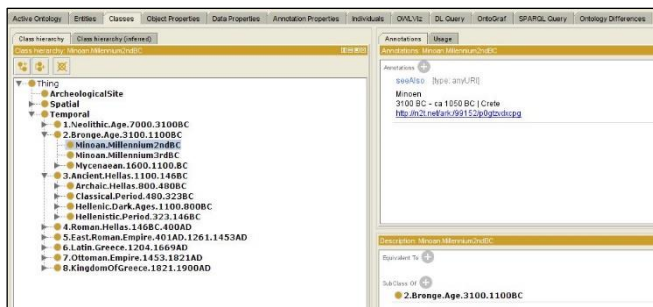 Active Ontology Entities Classes Object Properties Data Properties Annotation Properties Individuals OWLViz DL Query OntoGraf SPARQL Query Ontology Differences
Class hierarchy Class hierarchy (inferred)
Class hierarchy: Minoan.Millennium2ndBC
Thing
ArcheologicalSite
Spatial
Temporal
1.Neolithic.Age.7000.3100BC
2.Bronge.Age.3100.1100BC
Minoan.Millennium2ndBC
Minoan.Millennium3rdBC
Mycenaean.1600.1100.BC
3.Ancient.Hellas.1100.146BC
Archaic.Hellas.800.480BC
Classical.Period.480.323BC
Hellenic.Dark.Ages.1100.800BC
Hellenistic.Period.323.146BC
4.Roman.Hellas.146BC.400AD
5.East.Roman.Empire.401AD.1261.1453AD
6.Latin.Greece.1204.1669AD
7.Ottoman.Empire.1453.1821AD
8.KingdomOfGreece.1821.1900AD
Annotations Usage
Annotations: Minoan.Millennium2ndBC
Annotations
seeAlso [type: anyURI]
Minoen
3100 BC - ca 1050 BC | Crete
http://n2t.net/ark:/99152/p0gtzvdxcpg
Description: Minoan.Millennium2ndBC
Equivalent To
SubClass Of
2.Bronge.Age.3100.1100BC